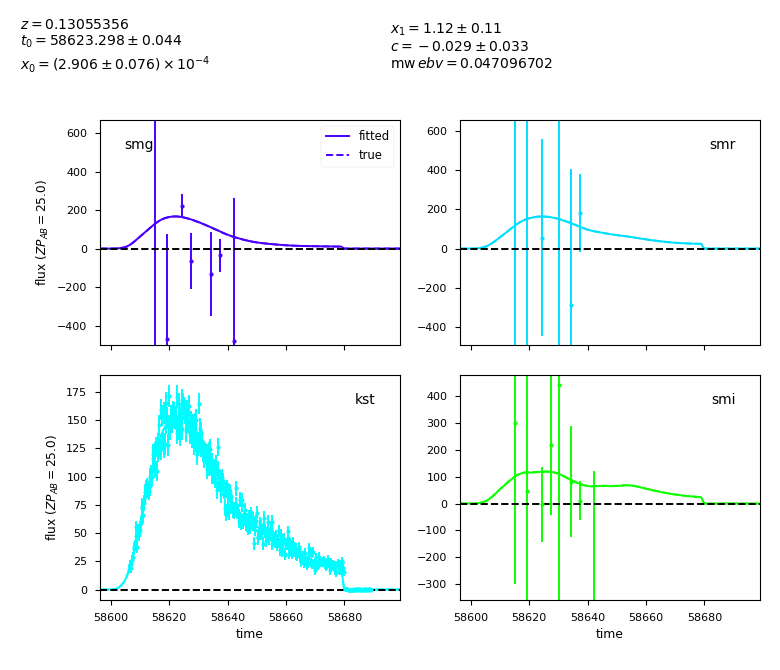 z = 0.13055356
t₀ = 58623.298 ± 0.044
x₀ = (2.906 ± 0.076) × 10⁻⁴
x₁ = 1.12 ± 0.11
c = −0.029 ± 0.033
mw ebv = 0.047096702
smg
fitted
true
600
400
200
0
−200
−400
flux (ZP_AB = 25.0)
smr
600
400
200
0
−200
−400
kst
175
150
125
100
75
50
25
0
flux (ZP_AB = 25.0)
58600 58620 58640 58660 58680
time
smi
400
300
200
100
0
−100
−200
−300
58600 58620 58640 58660 58680
time